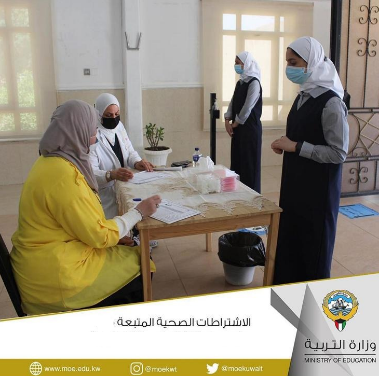 الاشتراطات الصحية المتبعة :
وزارة التربية
MINISTRY OF EDUCATION
www.moe.edu.kw
@moekwt
@moekuwait